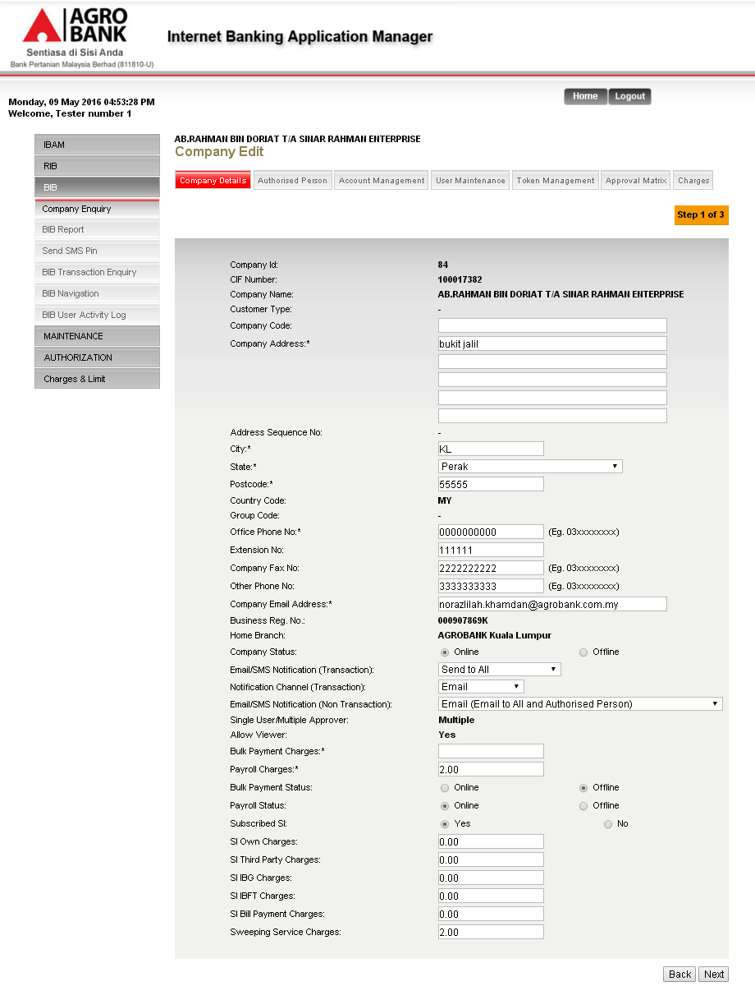 AGRO
BANK
Sentiasa di Sisi Anda
Bank Pertanian Malaysia Berhad (811810-U)
Internet Banking Application Manager
Monday, 09 May 2016 04:53:28 PM
Welcome, Tester number 1
Home Logout
IBAM
RIB
BIB
Company Enquiry
BIB Report
Send SMS Pin
BIB Transaction Enquiry
BIB Navigation
BIB User Activity Log
MAINTENANCE
AUTHORIZATION
Charges & Limit
AB.RAHMAN BIN DORIAT T/A SINAR RAHMAN ENTERPRISE
Company Edit
Company Details Authorised Person Account Management User Maintenance Token Management Approval Matrix Charges
Step 1 of 3
Company Id: 84
CIF Number: 100017382
Company Name: AB.RAHMAN BIN DORIAT T/A SINAR RAHMAN ENTERPRISE
Customer Type: -
Company Code:
Company Address:* bukit jalil
Address Sequence No: -
City:* KL
State:* Perak
Postcode:* 55555
Country Code: MY
Group Code: -
Office Phone No:* 0000000000 (Eg. 03xxxxxxxx)
Extension No: 111111
Company Fax No: 2222222222 (Eg. 03xxxxxxxx)
Other Phone No: 3333333333 (Eg. 03xxxxxxxx)
Company Email Address:* norazlilah.khamdan@agrobank.com.my
Business Reg. No.: 000907869K
Home Branch: AGROBANK Kuala Lumpur
Company Status: Online Offline
Email/SMS Notification (Transaction): Send to All
Notification Channel (Transaction): Email
Email/SMS Notification (Non Transaction): Email (Email to All and Authorised Person)
Single User/Multiple Approver: Multiple
Allow Viewer: Yes
Bulk Payment Charges:*
Payroll Charges:* 2.00
Bulk Payment Status: Online Offline
Payroll Status: Online Offline
Subscribed SI: Yes No
SI Own Charges: 0.00
SI Third Party Charges: 0.00
SI IBG Charges: 0.00
SI IBFT Charges: 0.00
SI Bill Payment Charges: 0.00
Sweeping Service Charges: 2.00
Back Next